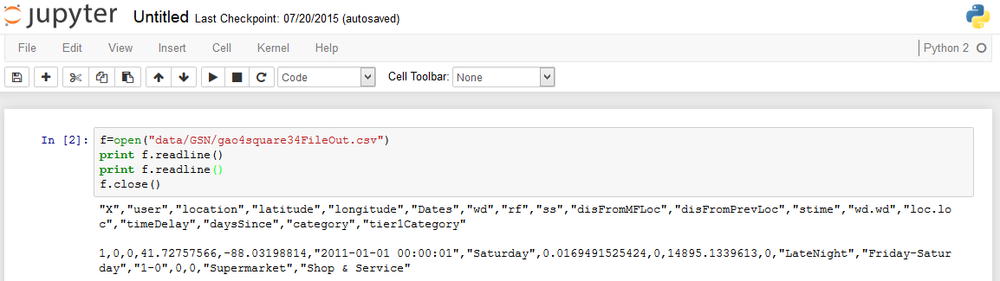 jupyter Untitled Last Checkpoint: 07/20/2015 (autosaved)
File Edit View Insert Cell Kernel Help Python 2
Code Cell Toolbar: None
In [2]: f=open("data/GSN/gao4square34FileOut.csv")
print f.readline()
print f.readline()
f.close()
"X","user","location","latitude","longitude","Dates","wd","rf","ss","disFromMFLoc","disFromPrevLoc","stime","wd.wd","loc.lo
c","timeDelay","daysSince","category","tier1Category"
1,0,0,41.72757566,-88.03198814,"2011-01-01 00:00:01","Saturday",0.0169491525424,0,14895.1339613,0,"LateNight","Friday-Satur
day","1-0",0,0,"Supermarket","Shop & Service"